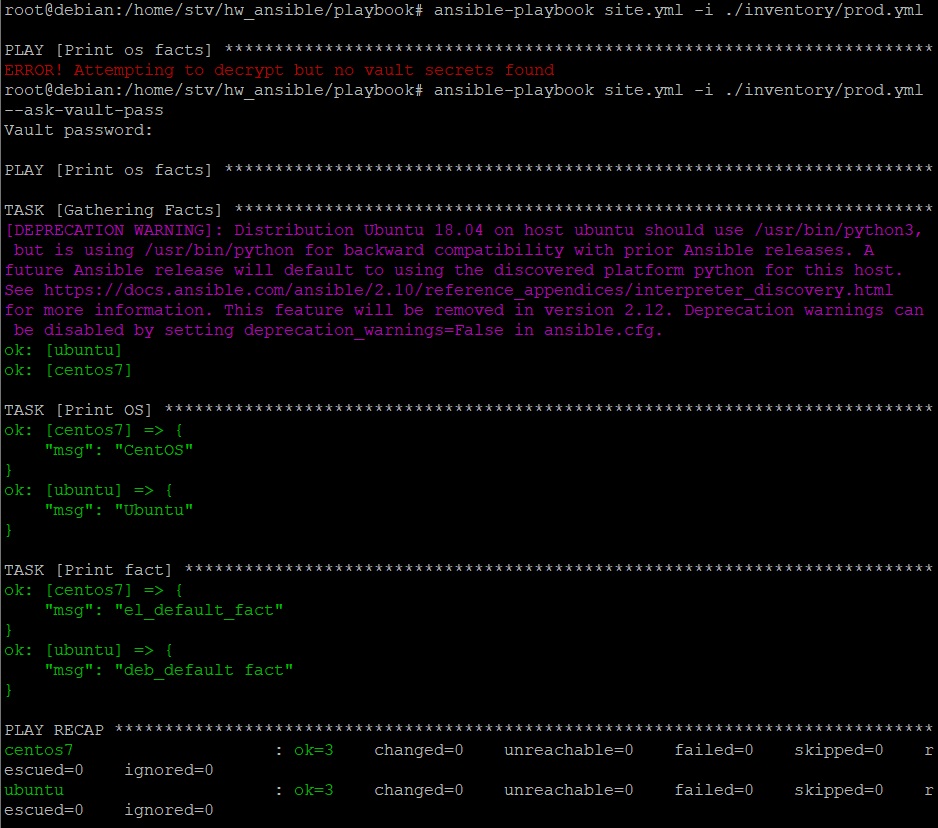 root@debian:/home/stv/hw_ansible/playbook# ansible-playbook site.yml -i ./inventory/prod.yml

PLAY [Print os facts] ***********************************************************************
ERROR! Attempting to decrypt but no vault secrets found
root@debian:/home/stv/hw_ansible/playbook# ansible-playbook site.yml -i ./inventory/prod.yml
--ask-vault-pass
Vault password:

PLAY [Print os facts] ***********************************************************************

TASK [Gathering Facts] **********************************************************************
[DEPRECATION WARNING]: Distribution Ubuntu 18.04 on host ubuntu should use /usr/bin/python3,
 but is using /usr/bin/python for backward compatibility with prior Ansible releases. A
future Ansible release will default to using the discovered platform python for this host.
See https://docs.ansible.com/ansible/2.10/reference_appendices/interpreter_discovery.html
for more information. This feature will be removed in version 2.12. Deprecation warnings can
 be disabled by setting deprecation_warnings=False in ansible.cfg.
ok: [ubuntu]
ok: [centos7]

TASK [Print OS] *****************************************************************************
ok: [centos7] => {
    "msg": "CentOS"
}
ok: [ubuntu] => {
    "msg": "Ubuntu"
}

TASK [Print fact] ***************************************************************************
ok: [centos7] => {
    "msg": "el_default_fact"
}
ok: [ubuntu] => {
    "msg": "deb_default fact"
}

PLAY RECAP **********************************************************************************
centos7                    : ok=3    changed=0    unreachable=0    failed=0    skipped=0    r
escued=0    ignored=0
ubuntu                     : ok=3    changed=0    unreachable=0    failed=0    skipped=0    r
escued=0    ignored=0